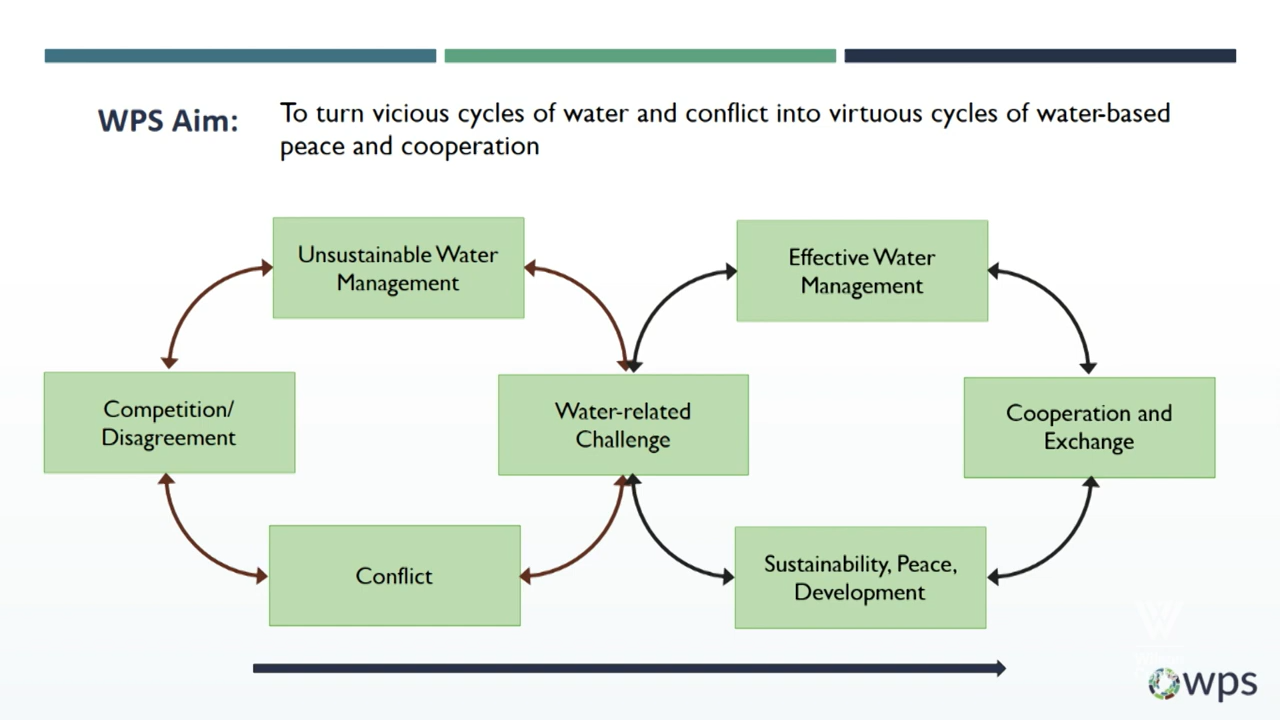 WPS Aim:
To turn vicious cycles of water and conflict into virtuous cycles of water-based
peace and cooperation
Unsustainable Water
Management
Effective Water
Management
Competition/
Disagreement
Water-related
Challenge
Cooperation and
Exchange
Conflict
Sustainability, Peace,
Development
wps